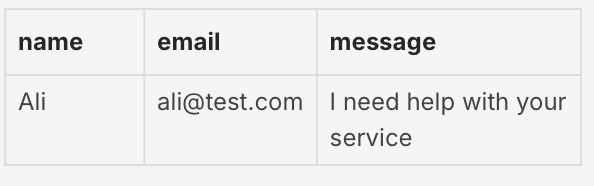 name email message
Ali ali@test.com I need help with your
service